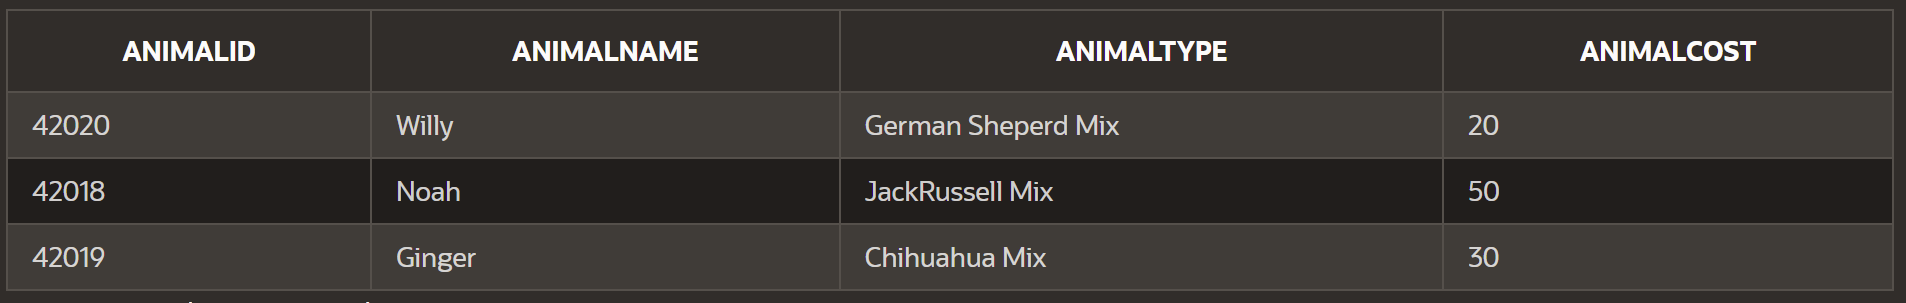 ANIMALID ANIMALNAME ANIMALTYPE ANIMALCOST
42020 Willy German Sheperd Mix 20
42018 Noah JackRussell Mix 50
42019 Ginger Chihuahua Mix 30